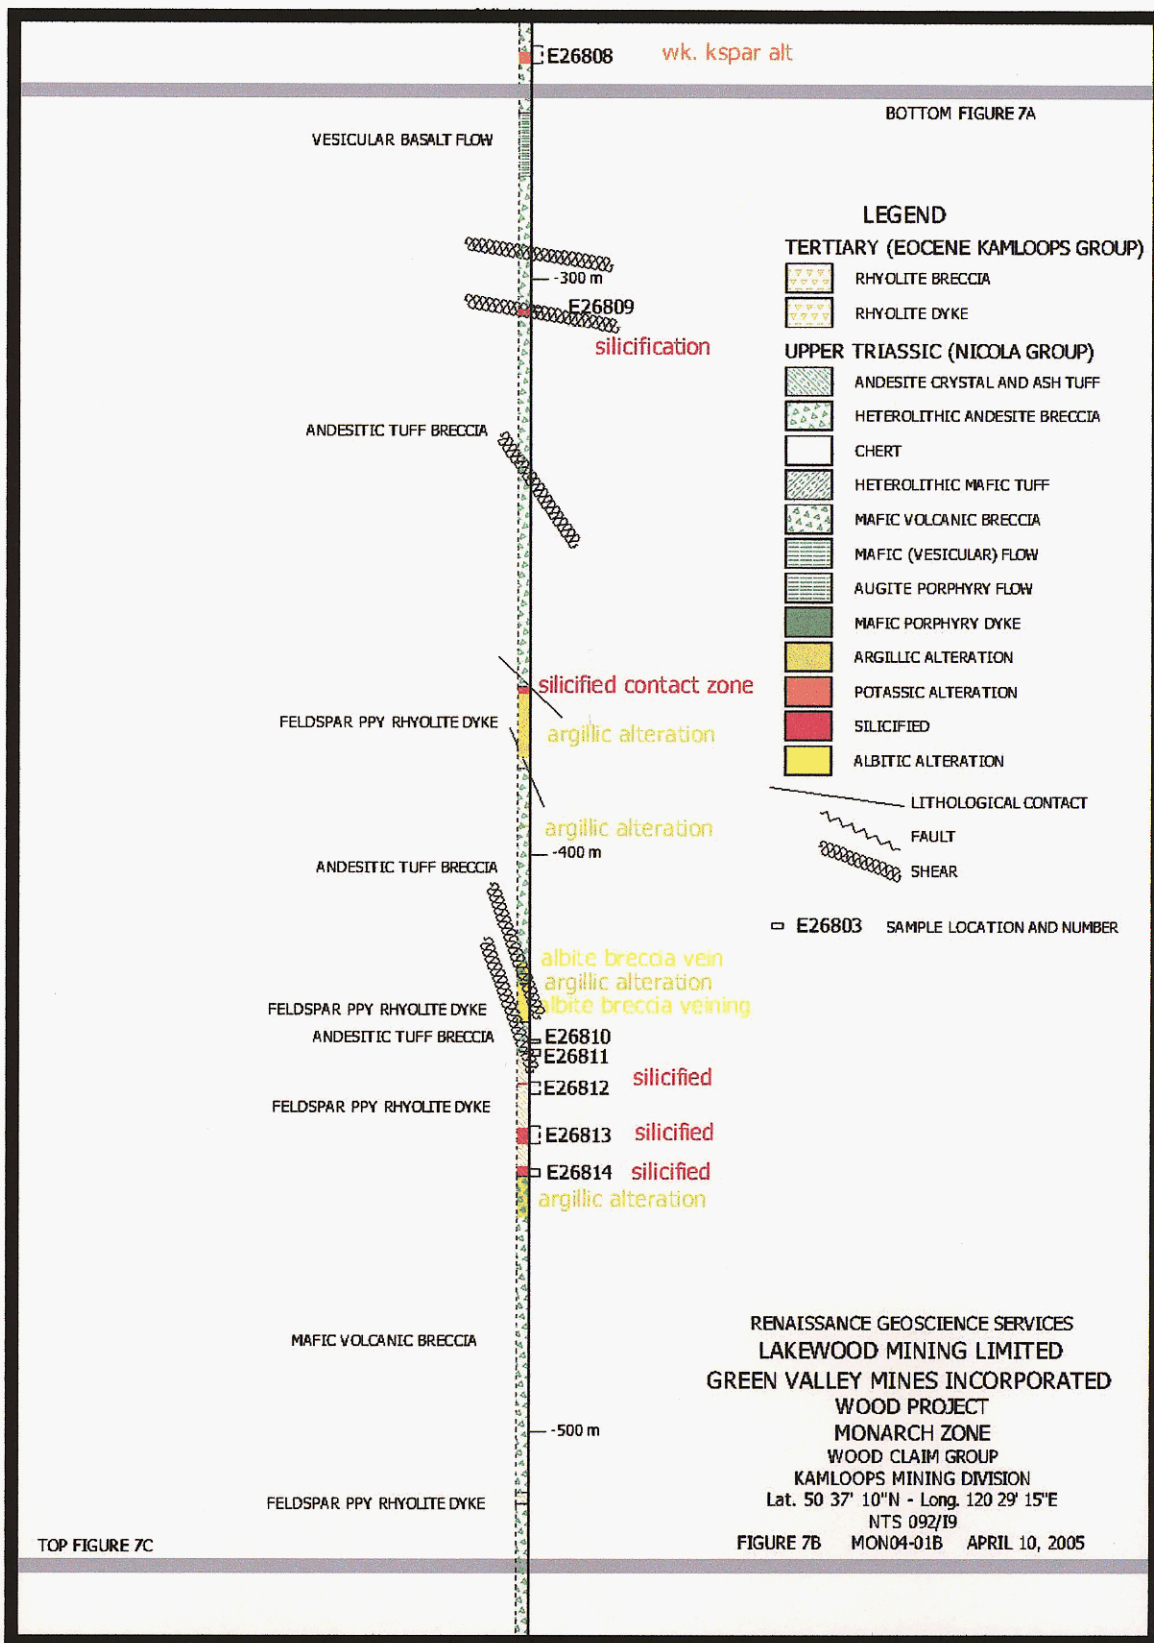 E26808 wk. kspar alt
BOTTOM FIGURE 7A
VESICULAR BASALT FLOW
-300 m
E26809
silicification
ANDESITIC TUFF BRECCIA
silicified contact zone
FELDSPAR PPY RHYOLITE DYKE
argillic alteration
argillic alteration
-400 m
ANDESITIC TUFF BRECCIA
albite breccia vein
argillic alteration
albite breccia veining
FELDSPAR PPY RHYOLITE DYKE
ANDESITIC TUFF BRECCIA
E26810
E26811
silicified
E26812
FELDSPAR PPY RHYOLITE DYKE
E26813 silicified
E26814 silicified
argillic alteration
MAFIC VOLCANIC BRECCIA
-500 m
FELDSPAR PPY RHYOLITE DYKE
TOP FIGURE 7C
LEGEND
TERTIARY (EOCENE KAMLOOPS GROUP)
RHYOLITE BRECCIA
RHYOLITE DYKE
UPPER TRIASSIC (NICOLA GROUP)
ANDESITE CRYSTAL AND ASH TUFF
HETEROLITHIC ANDESITE BRECCIA
CHERT
HETEROLITHIC MAFIC TUFF
MAFIC VOLCANIC BRECCIA
MAFIC (VESICULAR) FLOW
AUGITE PORPHYRY FLOW
MAFIC PORPHYRY DYKE
ARGILLIC ALTERATION
POTASSIC ALTERATION
SILICIFIED
ALBITIC ALTERATION
LITHOLOGICAL CONTACT
FAULT
SHEAR
E26803 SAMPLE LOCATION AND NUMBER
RENAISSANCE GEOSCIENCE SERVICES
LAKEWOOD MINING LIMITED
GREEN VALLEY MINES INCORPORATED
WOOD PROJECT
MONARCH ZONE
WOOD CLAIM GROUP
KAMLOOPS MINING DIVISION
Lat. 50 37' 10"N - Long. 120 29' 15"E
NTS 092/I9
FIGURE 7B MON04-01B APRIL 10, 2005